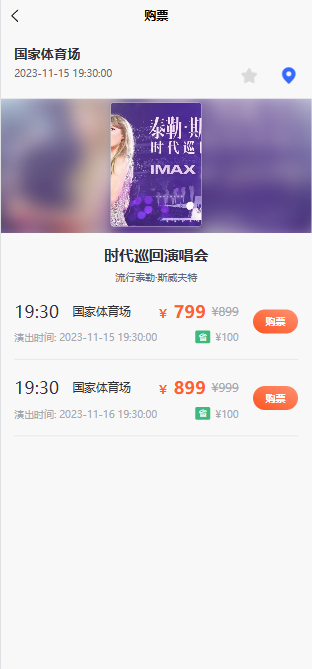 购票
国家体育场
2023-11-15 19:30:00
泰勒·斯
时代巡
IMAX
时代巡回演唱会
流行泰勒·斯威夫特
19:30 国家体育场 ¥ 799 ¥899 购票
演出时间: 2023-11-15 19:30:00 省 ¥100
19:30 国家体育场 ¥ 899 ¥999 购票
演出时间: 2023-11-16 19:30:00 省 ¥100